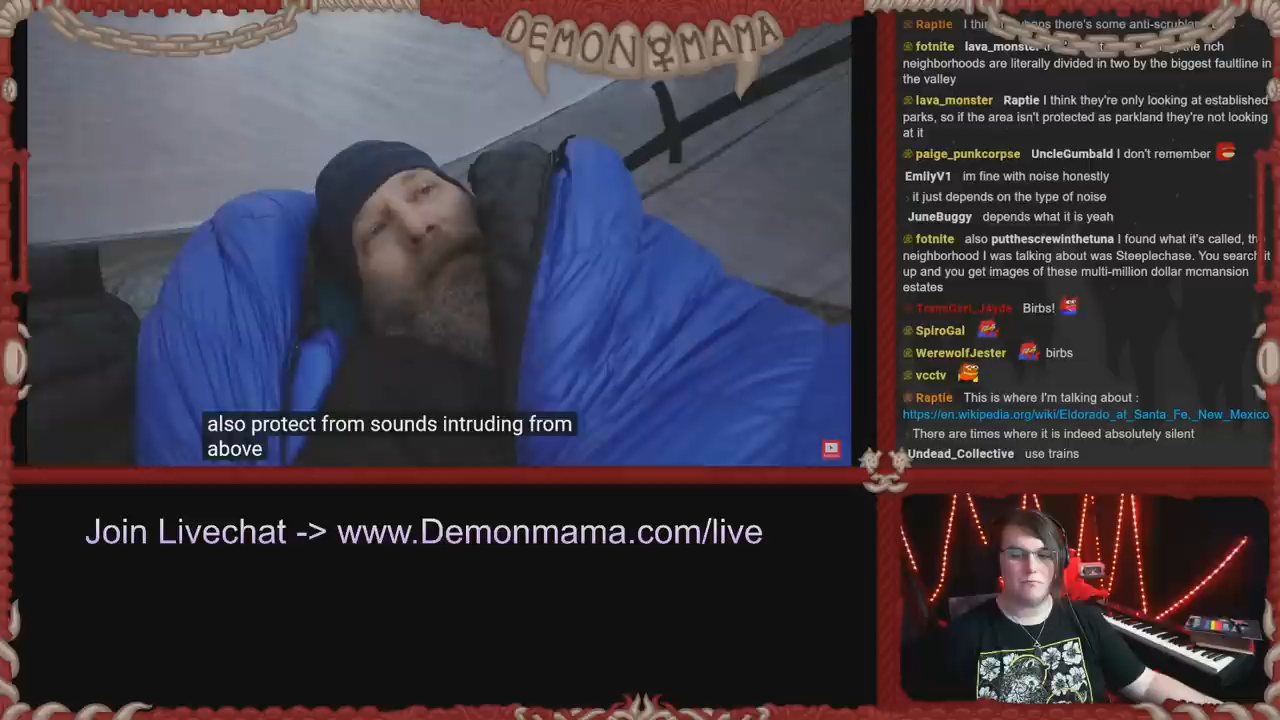 DEMON MAMA
also protect from sounds intruding from
above
Join Livechat -> www.Demonmama.com/live
Raptie I
there's some
fotnite the rich
neighborhoods are literally divided in two by the biggest faultline in
the valley
lava_monster Raptie I think they're only looking at established
parks, so if the area isn't protected as parkland they're not looking
at it
paige_punkcorpse UncleGumbald I don't remember
EmilyV1 im fine with noise honestly
it just depends on the type of noise
JuneBuggy depends what it is yeah
fotnite also putthescrewinthetuna I found what it's called, the
neighborhood I was talking about was Steeplechase. You search it
up and you get images of these multi-million dollar mcmansion
estates
Birbs!
SpiroGal
WerewolfJester birbs
vcctv
Raptie This is where I'm talking about :
https://en.wikipedia.org/wiki/Eldorado_at_Santa_Fe,_New_Mexico
There are times where it is indeed absolutely silent
Undead_Collective use trains